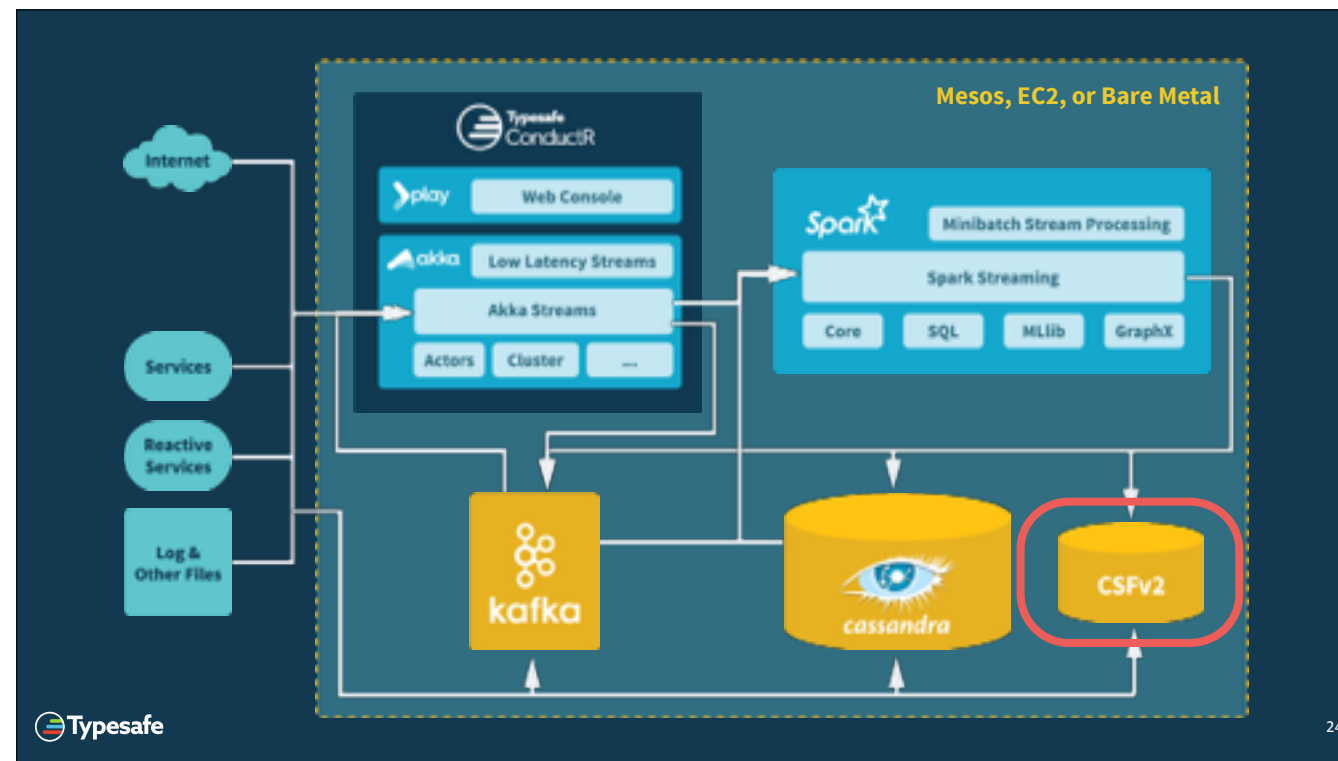 Mesos, EC2, or Bare Metal
Typesafe
ConductR
Internet
play
Web Console
akka
Low Latency Streams
Akka Streams
Actors
Cluster
....
Spark
Minibatch Stream Processing
Spark Streaming
Core
SQL
MLlib
GraphX
Services
Reactive
Services
Log &
Other Files
kafka
cassandra
CSFv2
Typesafe
24